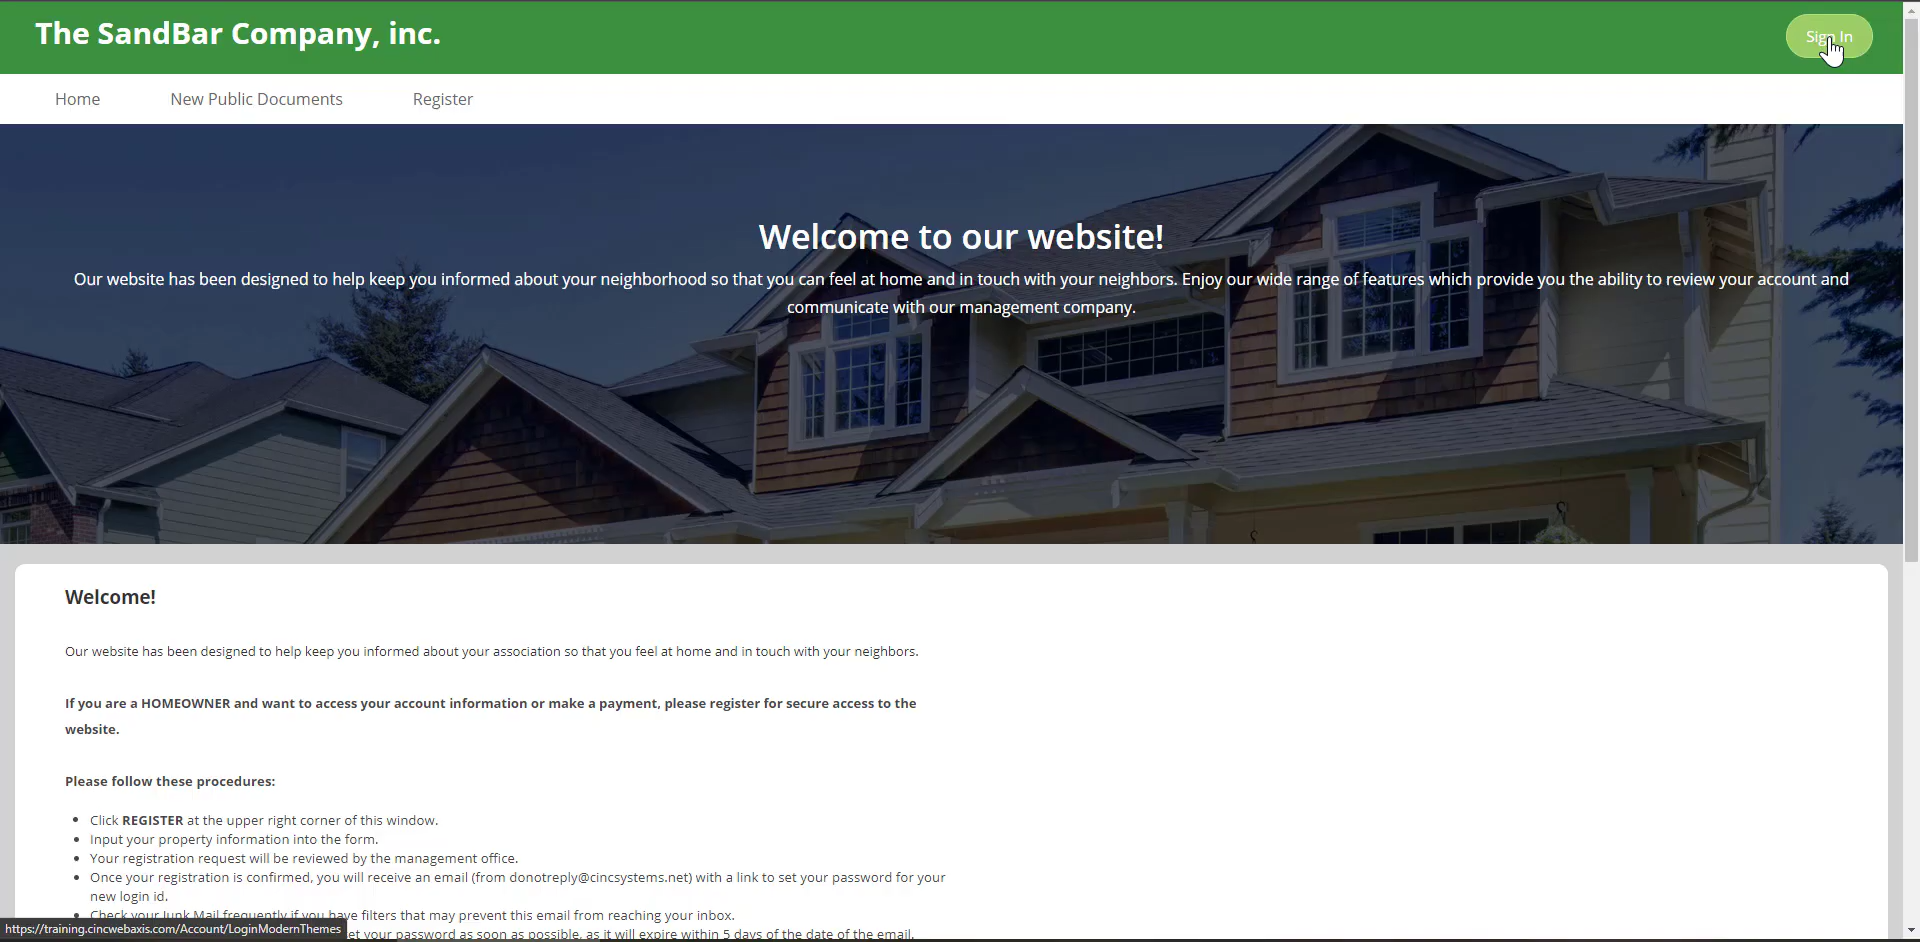 The SandBar Company, inc.
Sign In
Home
New Public Documents
Register
Welcome to our website!
Our website has been designed to help keep you informed about your neighborhood so that you can feel at home and in touch with your neighbors. Enjoy our wide range of features which provide you the ability to review your account and
communicate with our management company.
Welcome!
Our website has been designed to help keep you informed about your association so that you feel at home and in touch with your neighbors.
If you are a HOMEOWNER and want to access your account information or make a payment, please register for secure access to the
website.
Please follow these procedures:
Click REGISTER at the upper right corner of this window.
Input your property information into the form.
Your registration request will be reviewed by the management office.
Once your registration is confirmed, you will receive an email (from donotreply@cincsystems.net) with a link to set your password for your
new login id.
Check your Junk Mail frequently if you have filters that may prevent this email from reaching your inbox.
your password as soon as possible, as it will expire within 5 days of the date of the email.
https://training.cincwebaxis.com/Account/LoginModernThemes